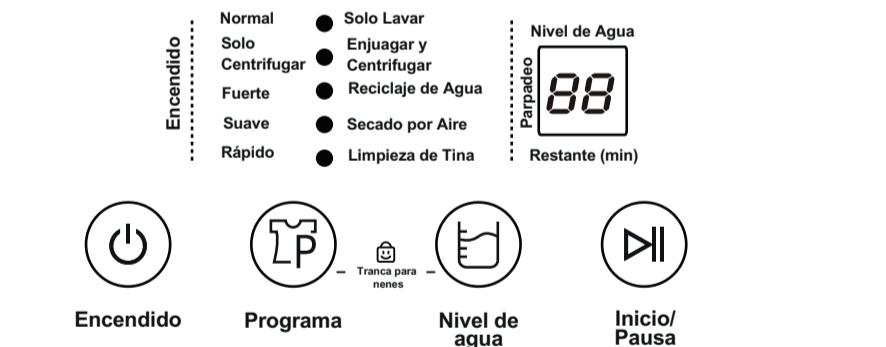 Normal
Solo Lavar
Solo
Centrifugar
Enjuagar y
Centrifugar
Fuerte
Reciclaje de Agua
Suave
Secado por Aire
Rápido
Limpieza de Tina
Encendido
Nivel de Agua
Parpadeo
88
Restante (min)
P
Tranca para
nenes
Encendido
Programa
Nivel de
agua
Inicio/
Pausa